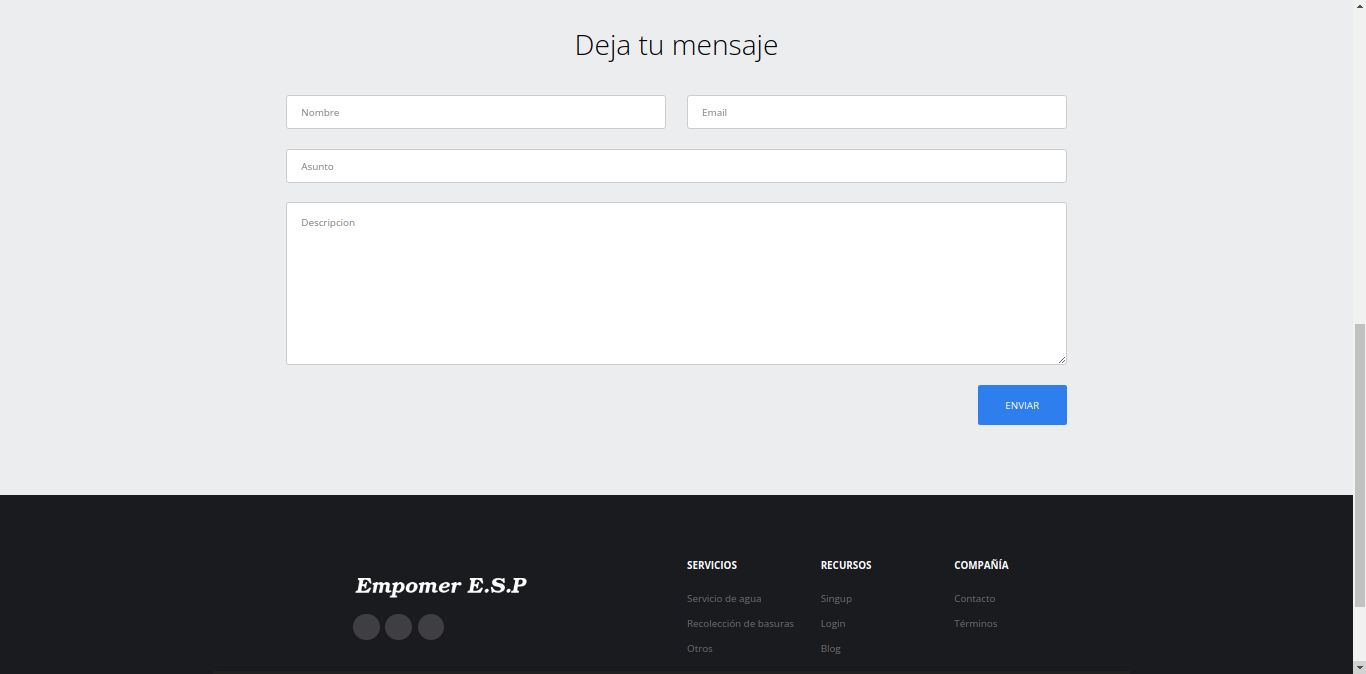 Deja tu mensaje
Nombre
Email
Asunto
Descripcion
ENVIAR
Empomer E.S.P
SERVICIOS
Servicio de agua
Recolección de basuras
Otros
RECURSOS
Singup
Login
Blog
COMPAÑÍA
Contacto
Términos